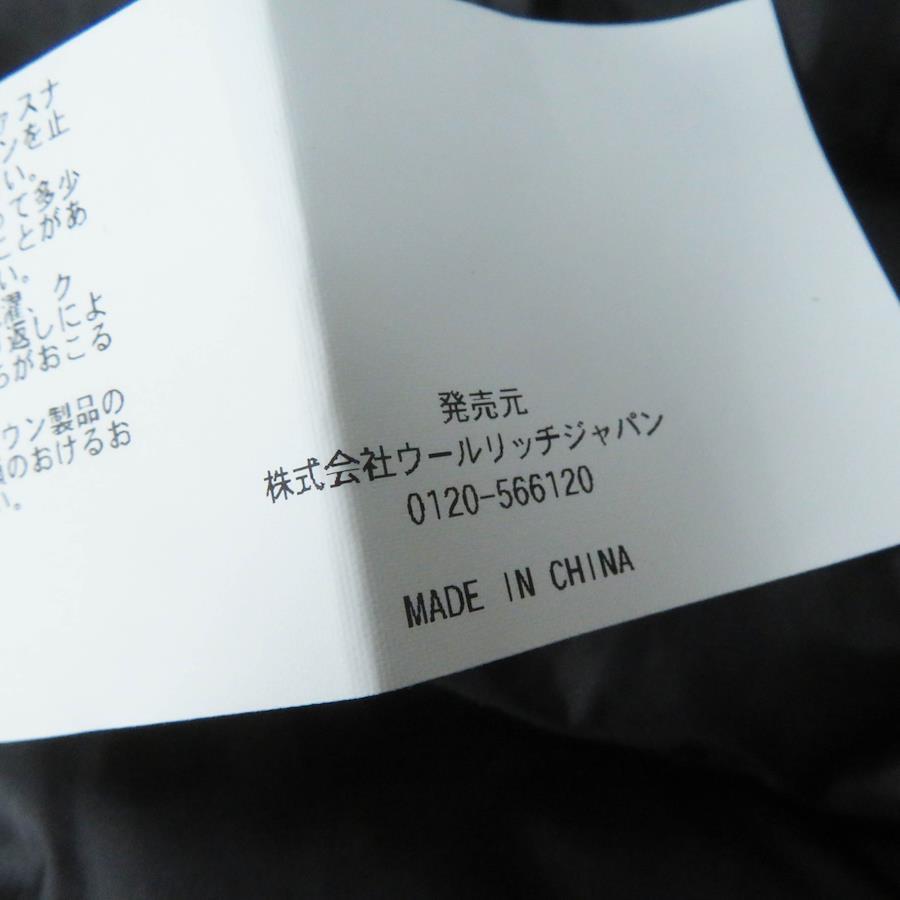 ァスナ
ンを止
い。
って多少
ことがあ
い。
濯、ク
返しによ
ちがおこる
ウン製品の
のおけるお
い。
発売元
株式会社ウールリッチジャパン
0120-566120
MADE IN CHINA